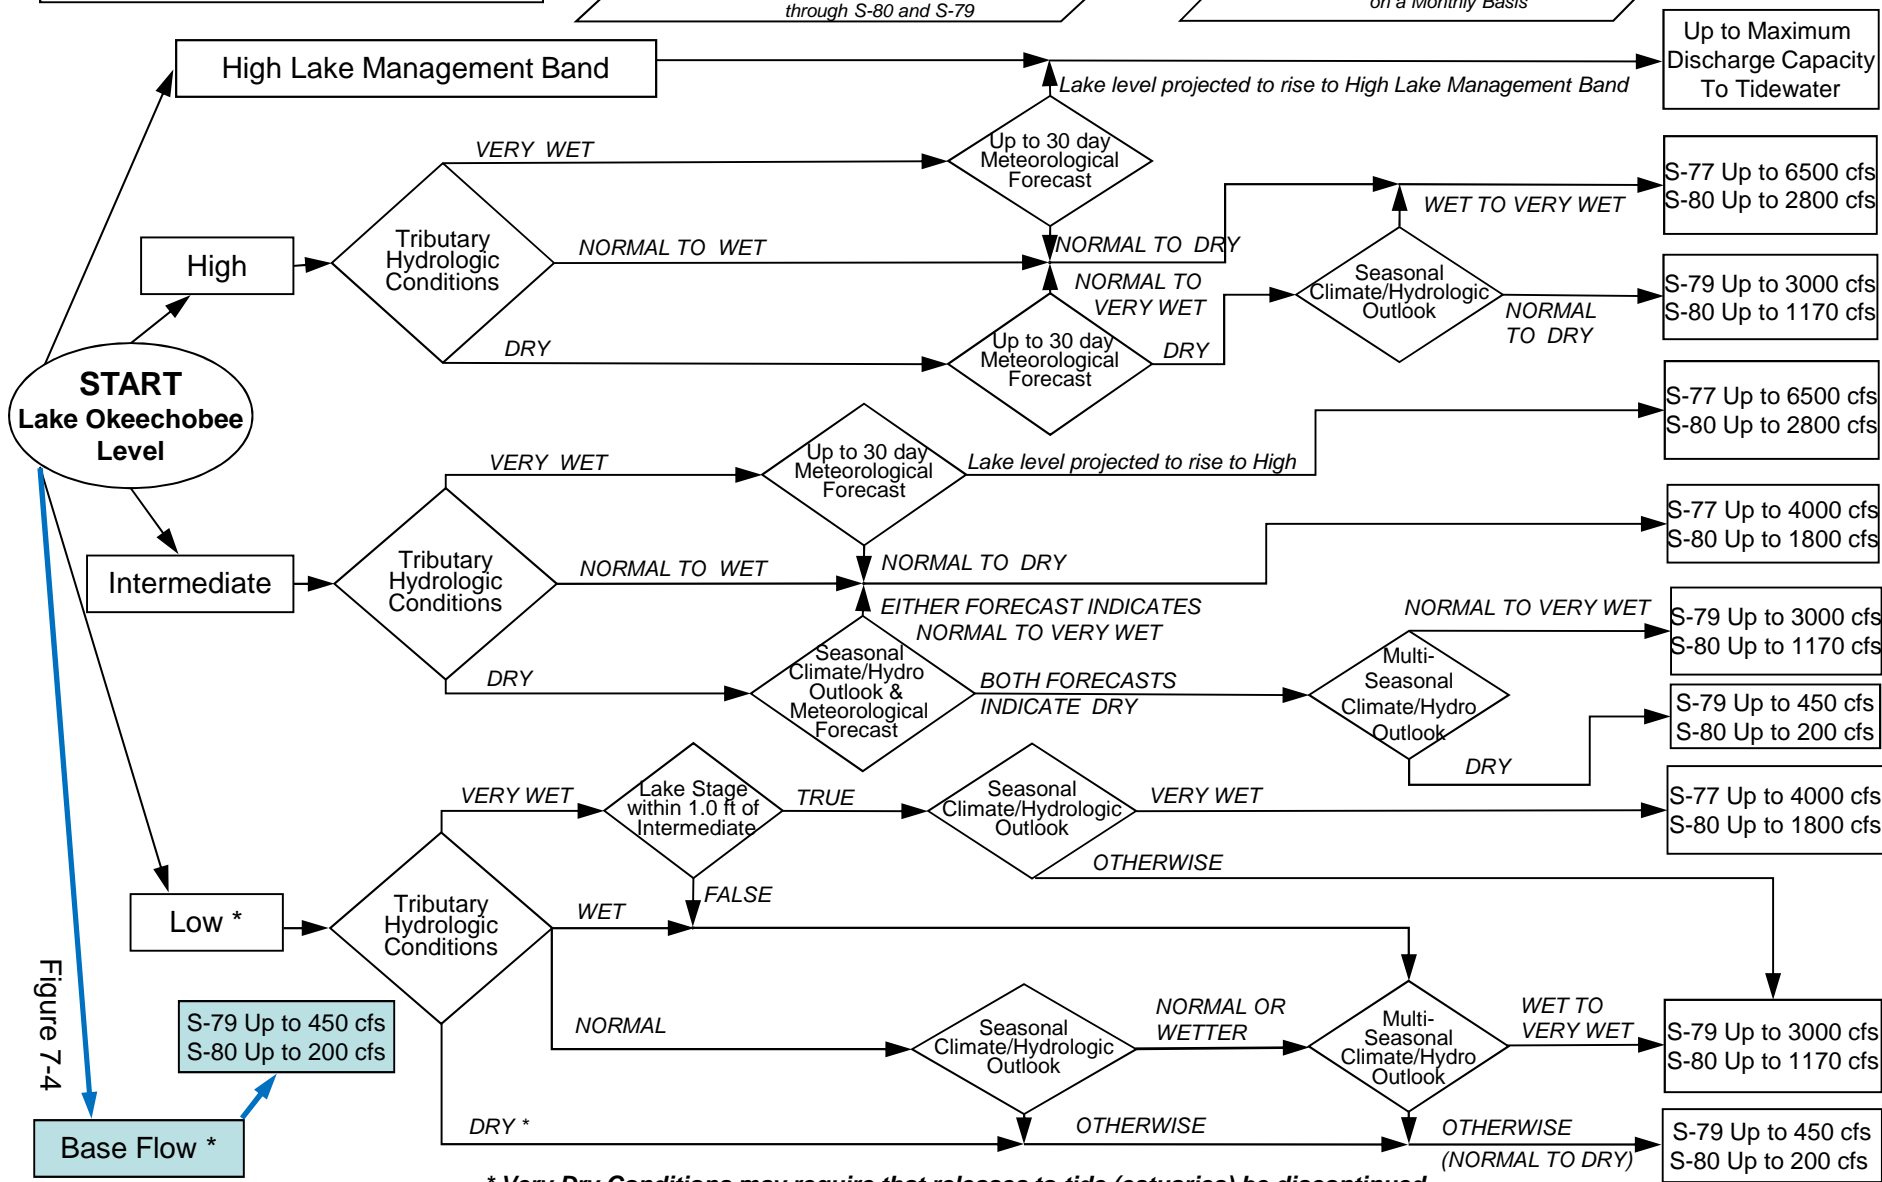 through S-80 and S-79
on a Monthly Basis
High Lake Management Band
Up to Maximum
Discharge Capacity
To Tidewater
Lake level projected to rise to High Lake Management Band
VERY WET
Up to 30 day
Meteorological
Forecast
S-77 Up to 6500 cfs
S-80 Up to 2800 cfs
WET TO VERY WET
High
Tributary
Hydrologic
Conditions
NORMAL TO WET
NORMAL TO DRY
NORMAL TO
VERY WET
Seasonal
Climate/Hydrologic
Outlook
NORMAL
TO DRY
S-79 Up to 3000 cfs
S-80 Up to 1170 cfs
DRY
Up to 30 day
Meteorological
Forecast
DRY
START
Lake Okeechobee
Level
S-77 Up to 6500 cfs
S-80 Up to 2800 cfs
VERY WET
Up to 30 day
Meteorological
Forecast
Lake level projected to rise to High
S-77 Up to 4000 cfs
S-80 Up to 1800 cfs
Intermediate
Tributary
Hydrologic
Conditions
NORMAL TO WET
NORMAL TO DRY
EITHER FORECAST INDICATES
NORMAL TO VERY WET
NORMAL TO VERY WET
S-79 Up to 3000 cfs
S-80 Up to 1170 cfs
DRY
Seasonal
Climate/Hydro
Outlook &
Meteorological
Forecast
BOTH FORECASTS
INDICATE DRY
Multi-
Seasonal
Climate/Hydro
Outlook
DRY
S-79 Up to 450 cfs
S-80 Up to 200 cfs
VERY WET
Lake Stage
within 1.0 ft of
Intermediate
TRUE
Seasonal
Climate/Hydrologic
Outlook
VERY WET
S-77 Up to 4000 cfs
S-80 Up to 1800 cfs
OTHERWISE
FALSE
Low *
Tributary
Hydrologic
Conditions
WET
NORMAL
Seasonal
Climate/Hydrologic
Outlook
NORMAL OR
WETTER
Multi-
Seasonal
Climate/Hydro
Outlook
WET TO
VERY WET
S-79 Up to 3000 cfs
S-80 Up to 1170 cfs
Figure 7-4
S-79 Up to 450 cfs
S-80 Up to 200 cfs
Base Flow *
DRY *
OTHERWISE
OTHERWISE
(NORMAL TO DRY)
S-79 Up to 450 cfs
S-80 Up to 200 cfs
* Very Dry Conditions may require that releases to tide (estuaries) be discontinued